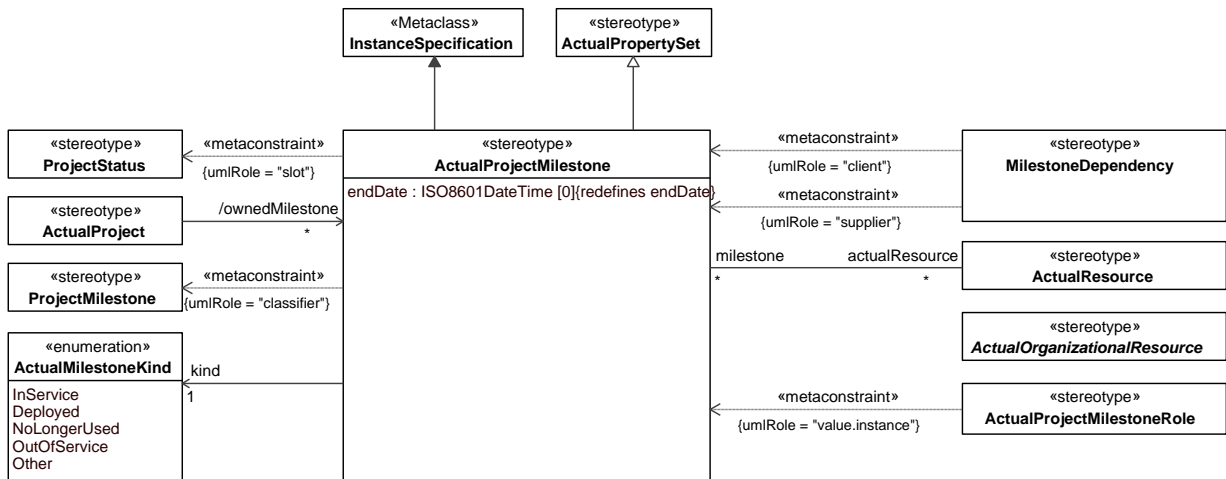 «Metaclass»
InstanceSpecification
«stereotype»
ActualPropertySet
«stereotype»
ProjectStatus
«metaconstraint»
{umlRole = "slot"}
«stereotype»
ActualProject
/ownedMilestone
*
«stereotype»
ProjectMilestone
«metaconstraint»
{umlRole = "classifier"}
«enumeration»
ActualMilestoneKind
InService
Deployed
NoLongerUsed
OutOfService
Other
kind
1
«stereotype»
ActualProjectMilestone
endDate : ISO8601DateTime [0]{redefines endDate}
«metaconstraint»
{umlRole = "client"}
«metaconstraint»
{umlRole = "supplier"}
«stereotype»
MilestoneDependency
milestone
*
actualResource
*
«stereotype»
ActualResource
«stereotype»
ActualOrganizationalResource
«metaconstraint»
{umlRole = "value.instance"}
«stereotype»
ActualProjectMilestoneRole